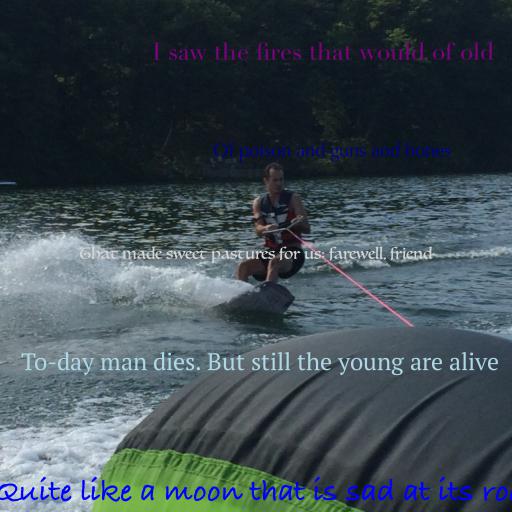 I saw the fires that would of old
Of poison and guns and bones
That made sweet pastures for us: farewell, friend
To-day man dies. But still the young are alive
Quite like a moon that is sad at its